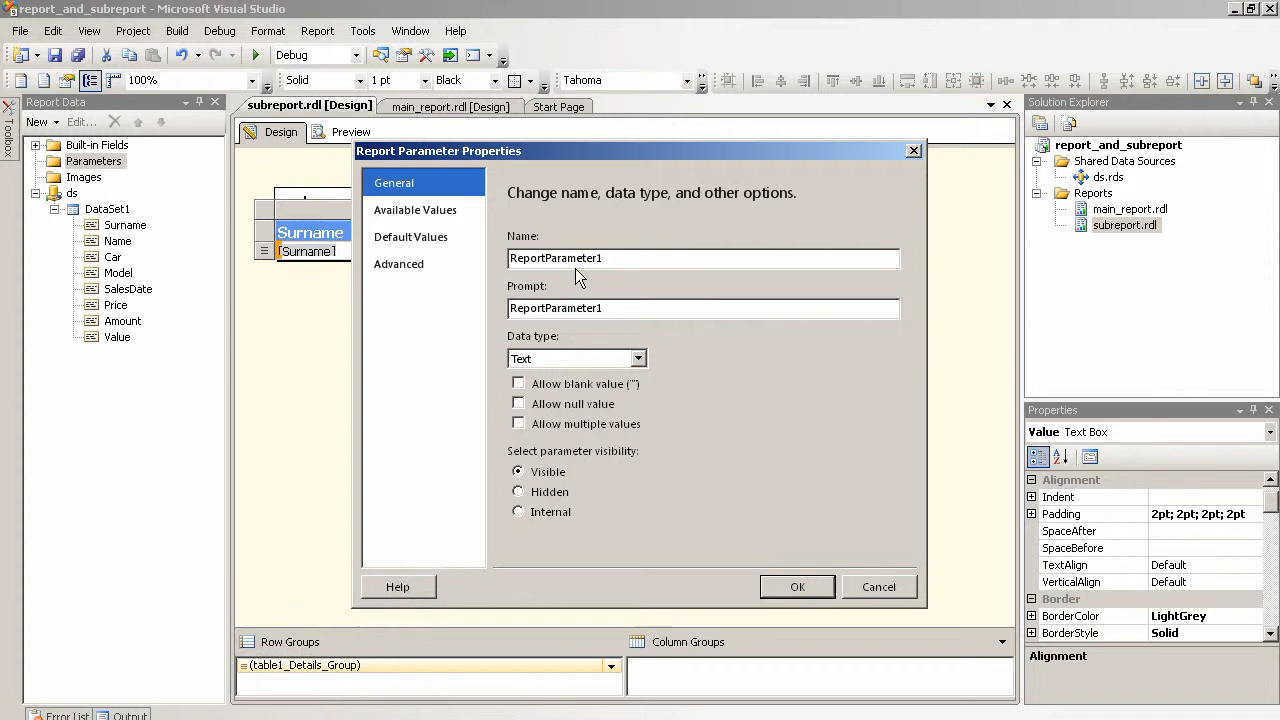 report_and_subreport - Microsoft Visual Studio
File Edit View Project Build Debug Format Report Tools Window Help
Debug
100% Solid 1 pt Black Tahoma
Toolbox
Report Data
New Edit...
Built-in Fields
Parameters
Images
ds
DataSet1
Surname
Name
Car
Model
SalesDate
Price
Amount
Value
subreport.rdl [Design] main_report.rdl [Design] Start Page
Design Preview
Surname
[Surname]
Report Parameter Properties
General
Available Values
Default Values
Advanced
Change name, data type, and other options.
Name:
ReportParameter1
Prompt:
ReportParameter1
Data type:
Text
Allow blank value ("")
Allow null value
Allow multiple values
Select parameter visibility:
Visible
Hidden
Internal
Help OK Cancel
Row Groups Column Groups
(table1_Details_Group)
Solution Explorer
report_and_subreport
Shared Data Sources
ds.rds
Reports
main_report.rdl
subreport.rdl
Properties
Value Text Box
Alignment
Indent
Padding 2pt; 2pt; 2pt; 2pt
SpaceAfter
SpaceBefore
TextAlign Default
VerticalAlign Default
Border
BorderColor LightGrey
BorderStyle Solid
Alignment
Error List Output